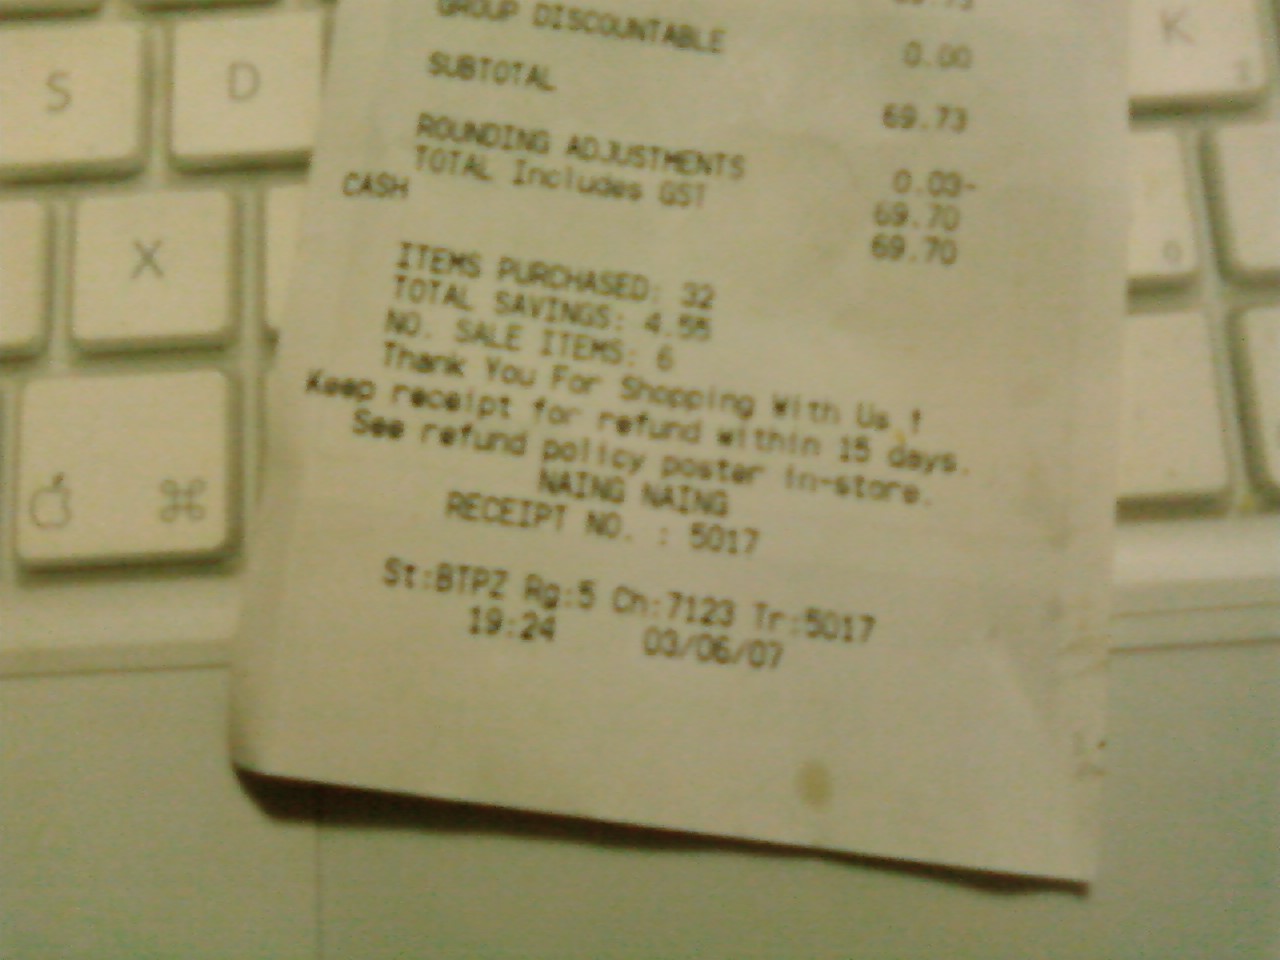 GROUP DISCOUNTABLE 0.00
SUBTOTAL 69.73
ROUNDING ADJUSTMENTS 0.03-
TOTAL Includes GST 69.70
CASH 69.70
ITEMS PURCHASED: 32
TOTAL SAVINGS: 4.55
NO. SALE ITEMS: 6
Thank You For Shopping With Us !
Keep receipt for refund within 15 days.
See refund policy poster in-store.
NAING NAING
RECEIPT NO. : 5017
St:BTPZ Rg:5 Ch:7123 Tr:5017
19:24 03/06/07
S
D
X
K
⌘